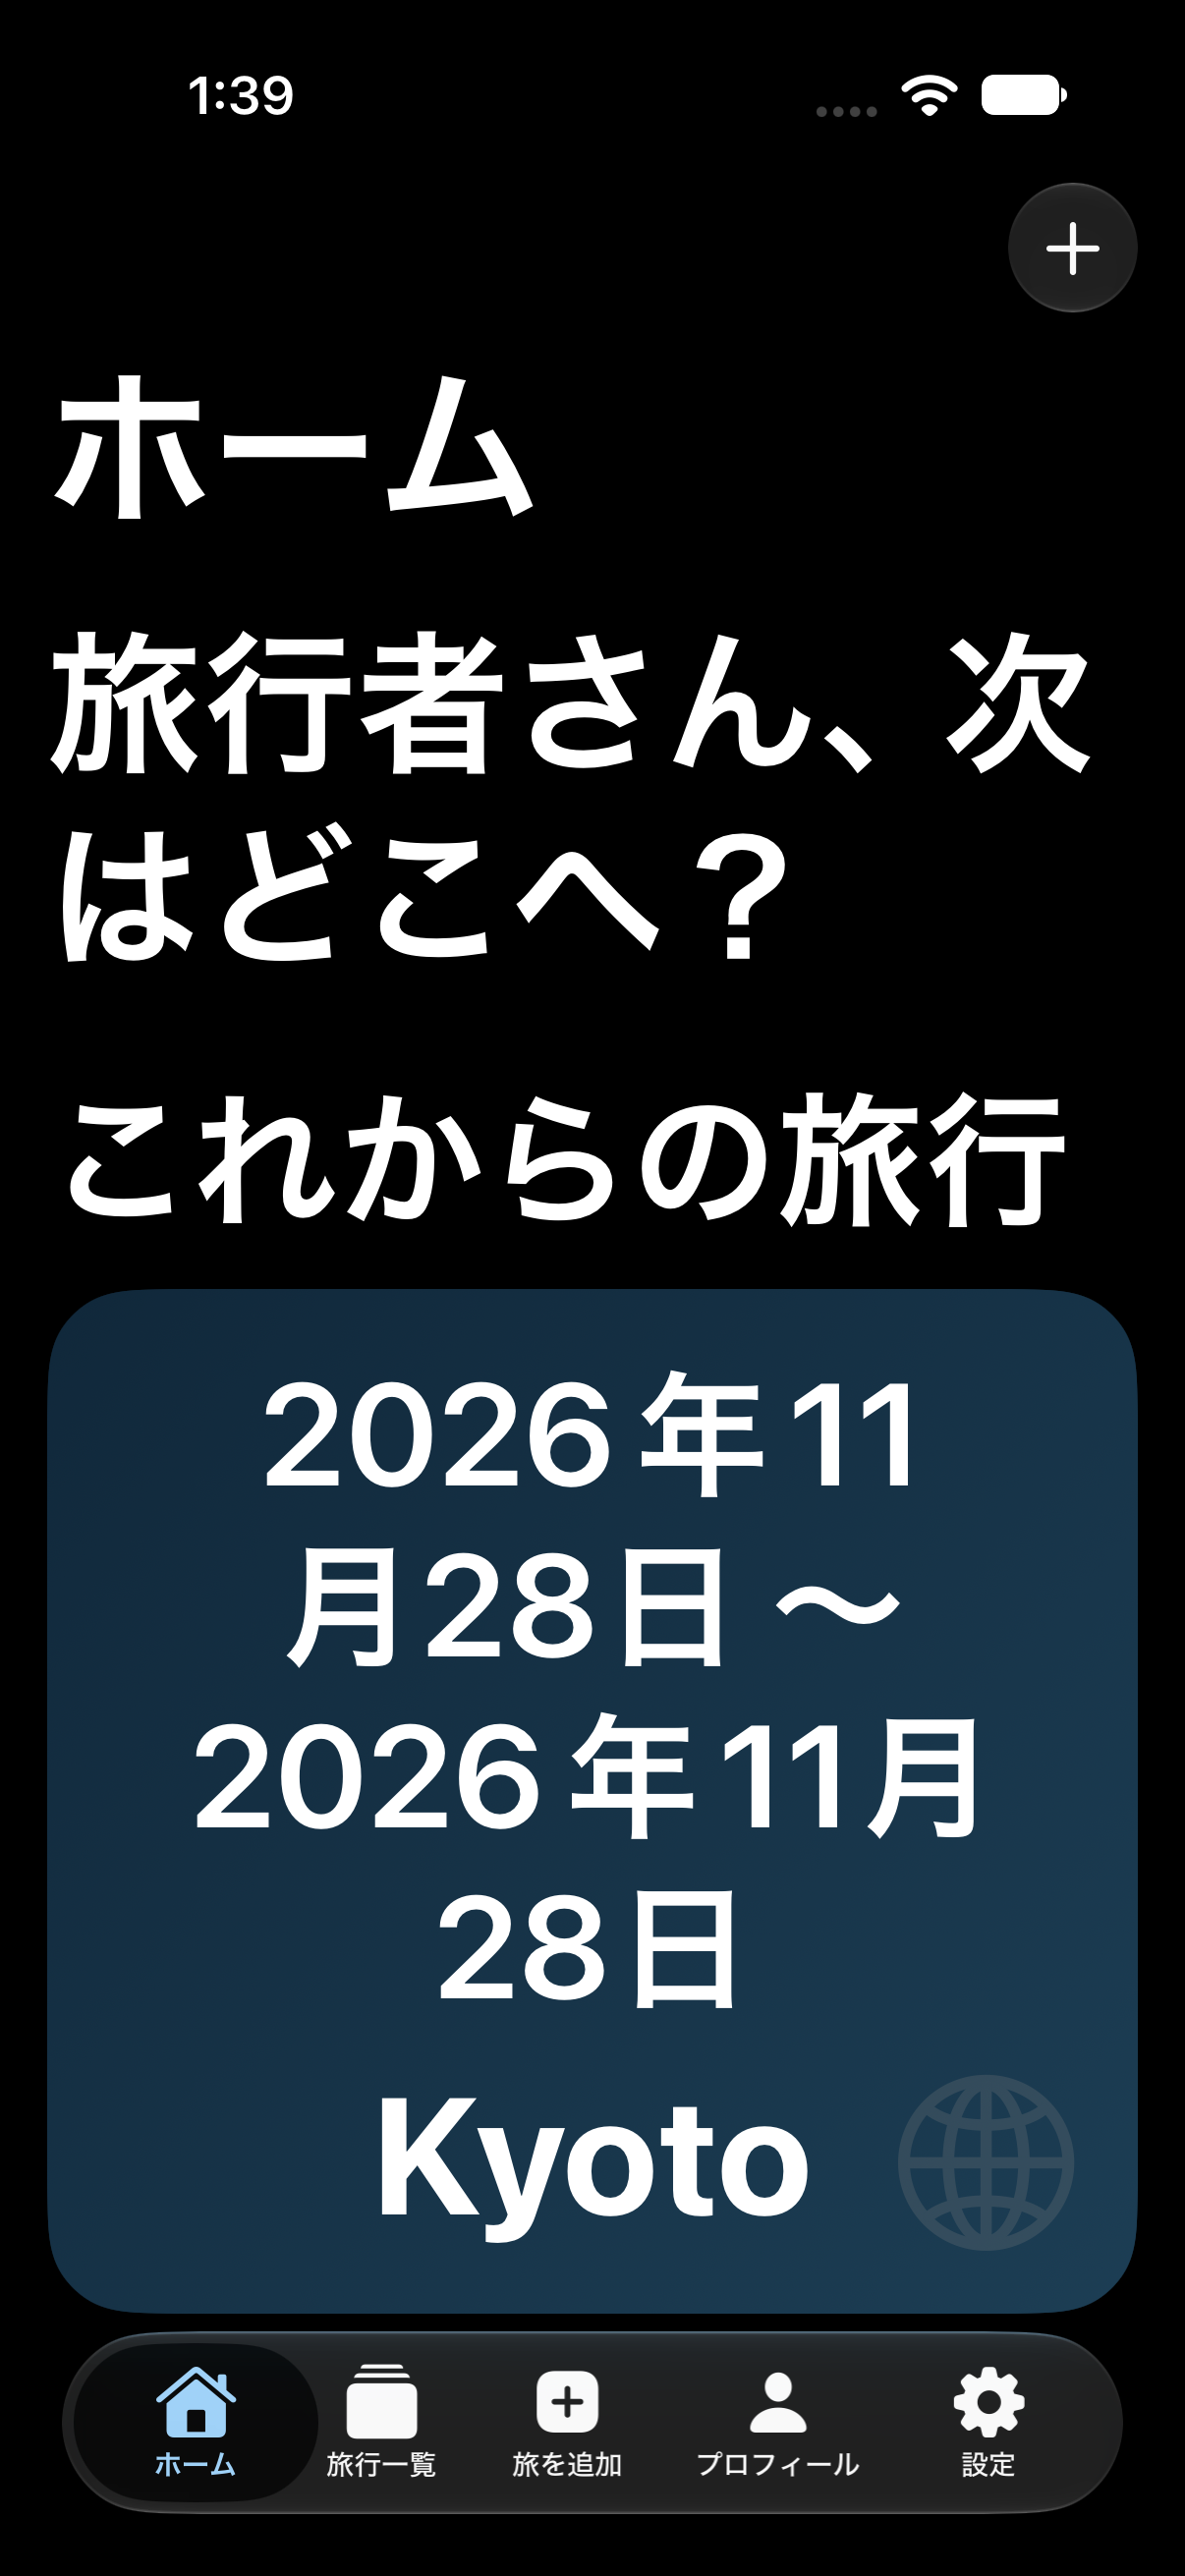 1:39
ホーム
旅行者さん、次
はどこへ？
これからの旅行
2026年11
月28日 〜
2026年11月
28日
Kyoto
ホーム
旅行一覧
旅を追加
プロフィール
設定